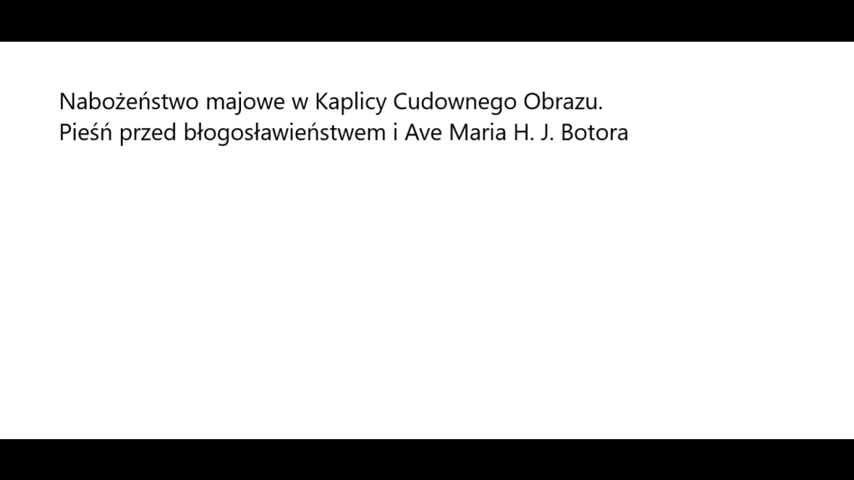 Nabożeństwo majowe w Kaplicy Cudownego Obrazu.
Pieśń przed błogosławieństwem i Ave Maria H. J. Botora